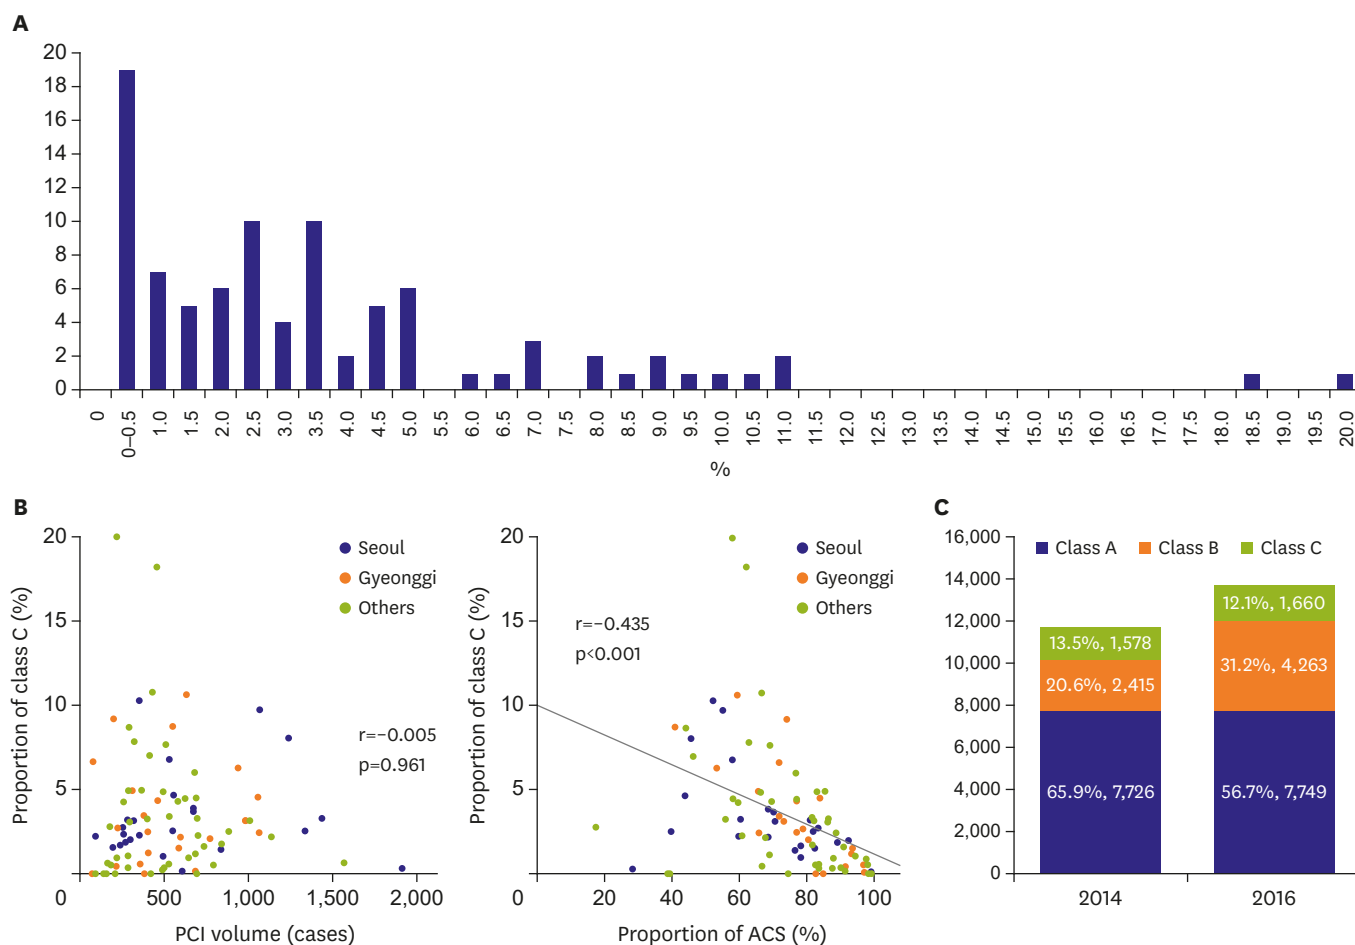 A
20
18
16
14
12
10
8
6
4
2
0
0 0–0.5 1.0 1.5 2.0 2.5 3.0 3.5 4.0 4.5 5.0 5.5 6.0 6.5 7.0 7.5 8.0 8.5 9.0 9.5 10.0 10.5 11.0 11.5 12.0 12.5 13.0 13.5 14.0 14.5 15.0 15.5 16.0 16.5 17.0 17.5 18.0 18.5 19.0 19.5 20.0
%
B
Proportion of class C (%)
20
15
10
5
0 500 1,000 1,500 2,000
PCI volume (cases)
Seoul
Gyeonggi
Others
r=−0.005
p=0.961
Proportion of class C (%)
20
15
10
5
0 20 40 60 80 100
Proportion of ACS (%)
Seoul
Gyeonggi
Others
r=−0.435
p<0.001
C
16,000
14,000
12,000
10,000
8,000
6,000
4,000
2,000
0
Class A Class B Class C
13.5%, 1,578
20.6%, 2,415
65.9%, 7,726
12.1%, 1,660
31.2%, 4,263
56.7%, 7,749
2014 2016